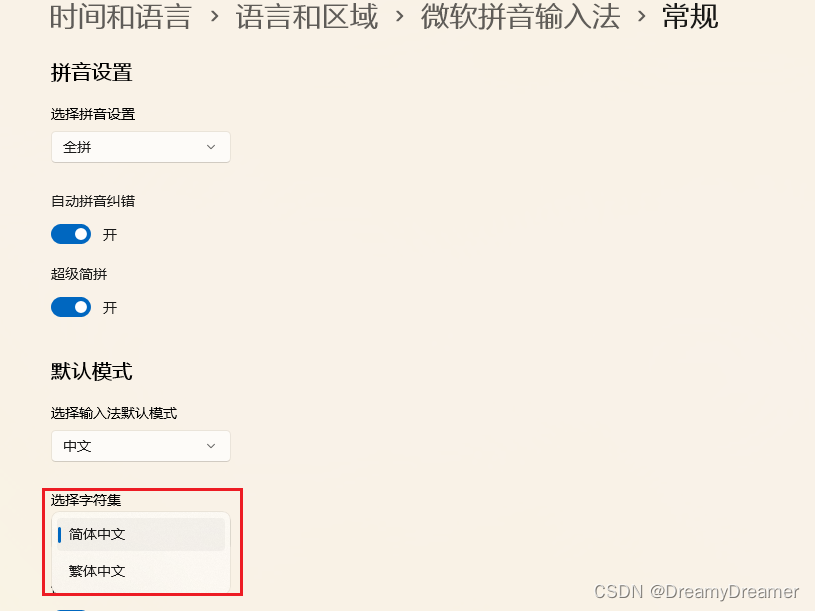 时间和语言 › 语言和区域 › 微软拼音输入法 › 常规
拼音设置
选择拼音设置
全拼
自动拼音纠错
开
超级简拼
开
默认模式
选择输入法默认模式
中文
选择字符集
简体中文
繁体中文
CSDN @DreamyDreamer